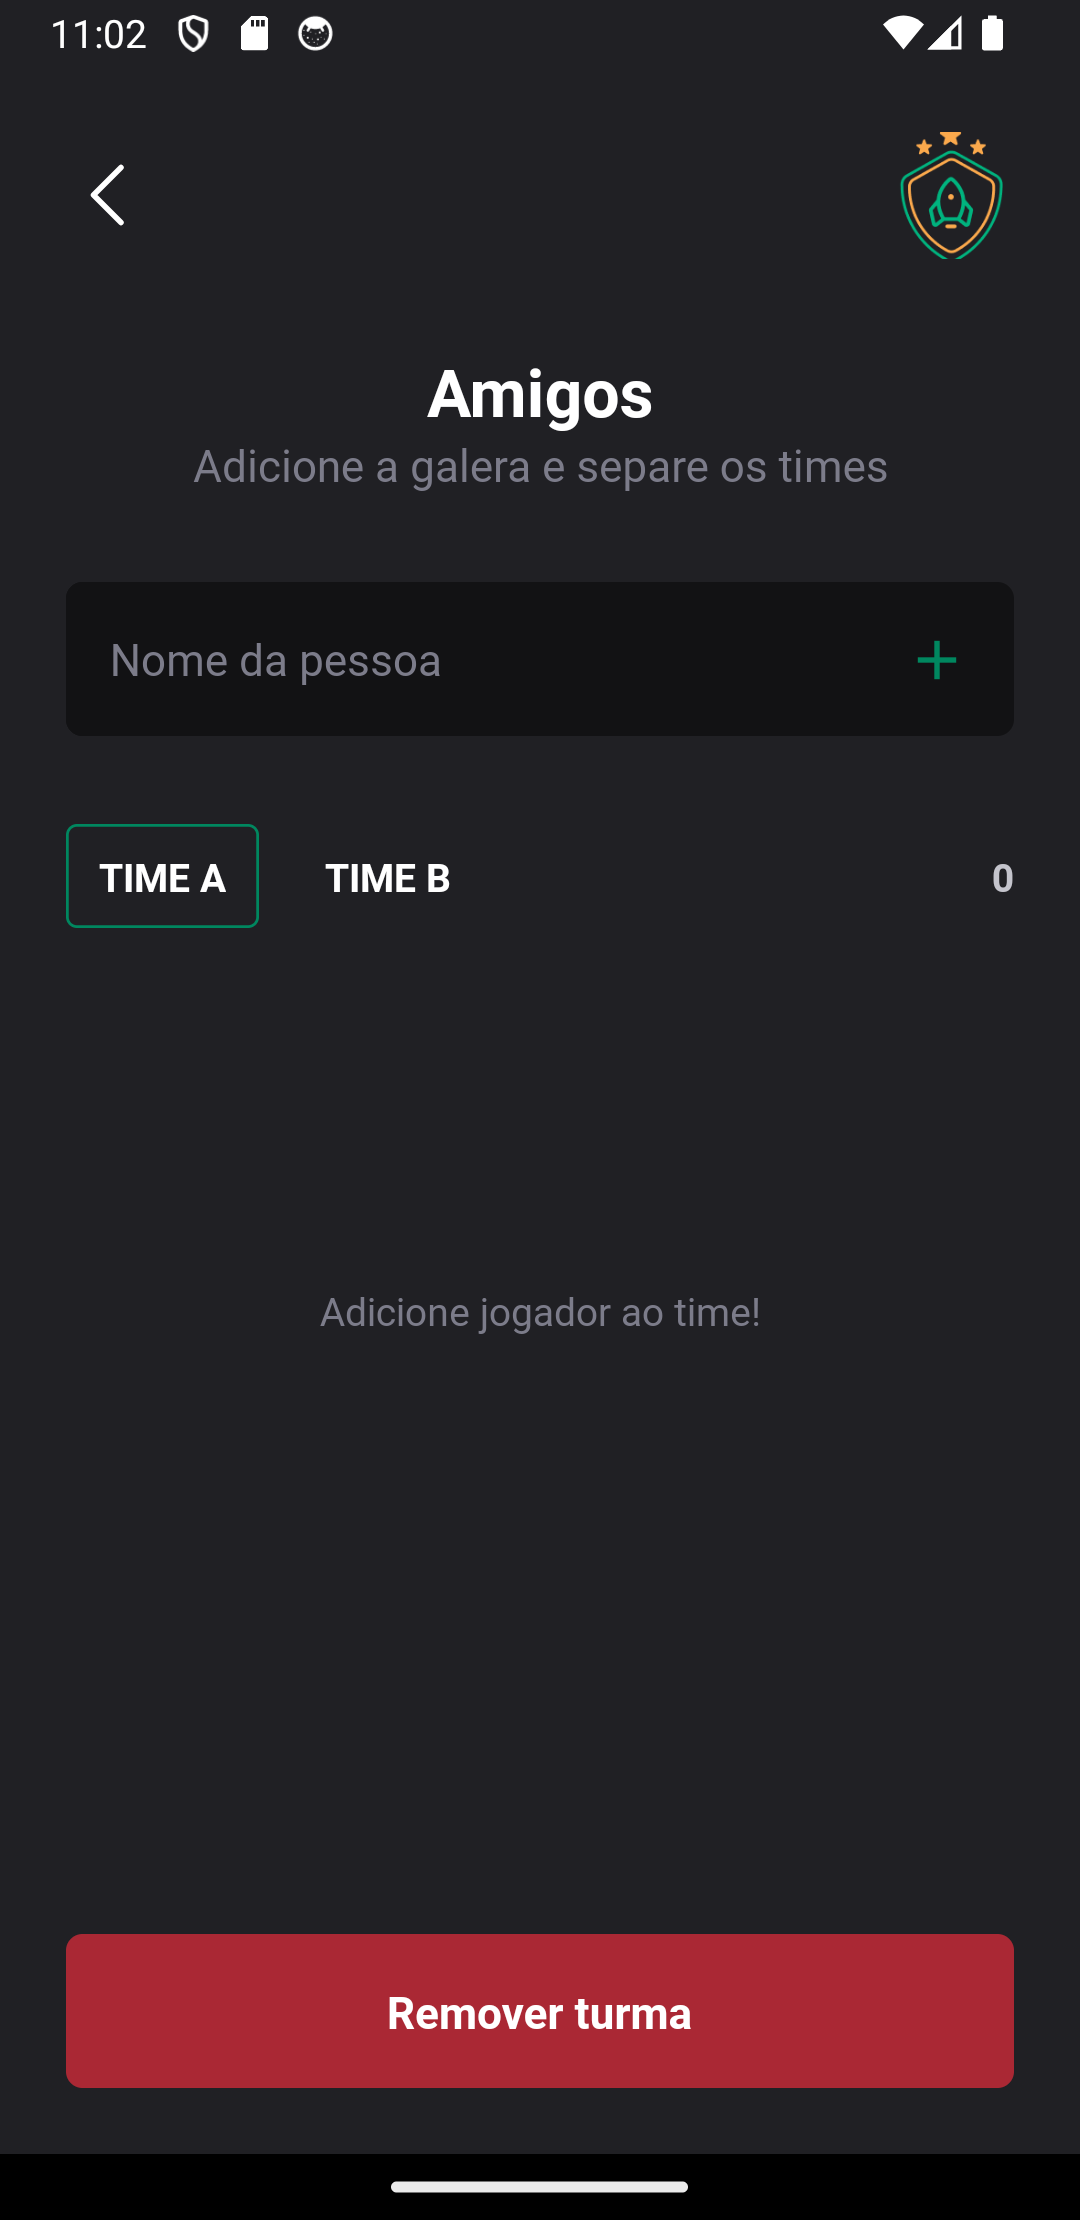 11:02
Amigos
Adicione a galera e separe os times
Nome da pessoa
TIME A TIME B 0
Adicione jogador ao time!
Remover turma